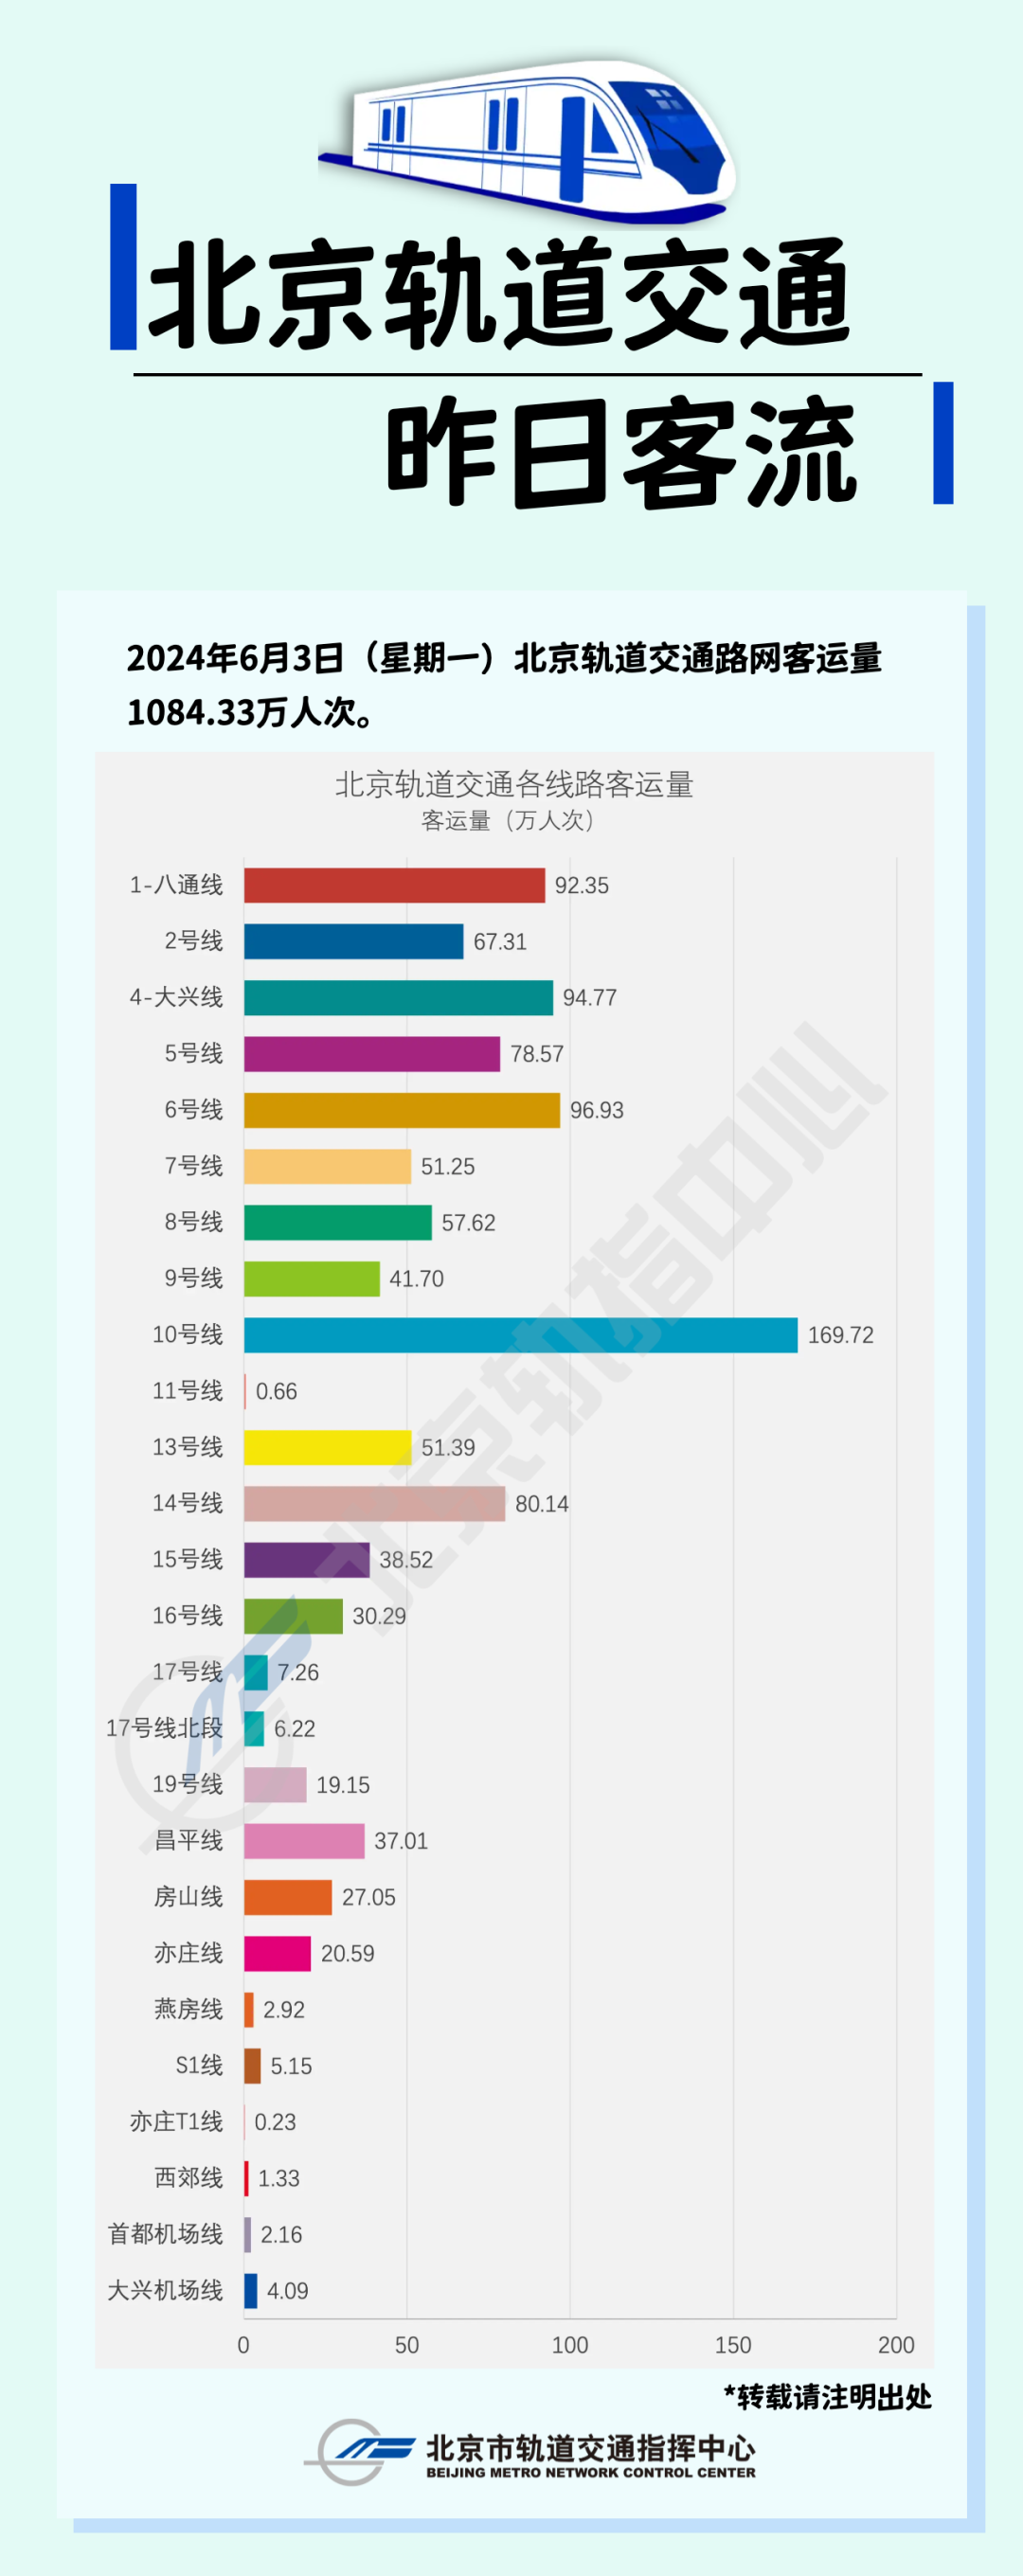 北京轨道交通
昨日客流
2024年6月3日（星期一）北京轨道交通路网客运量
1084.33万人次。
北京轨道交通各线路客运量
客运量（万人次）
1-八通线 92.35
2号线 67.31
4-大兴线 94.77
5号线 78.57
6号线 96.93
7号线 51.25
8号线 57.62
9号线 41.70
10号线 169.72
11号线 0.66
13号线 51.39
14号线 80.14
15号线 38.52
16号线 30.29
17号线 7.26
17号线北段 6.22
19号线 19.15
昌平线 37.01
房山线 27.05
亦庄线 20.59
燕房线 2.92
S1线 5.15
亦庄T1线 0.23
西郊线 1.33
首都机场线 2.16
大兴机场线 4.09
0 50 100 150 200
北京轨指中心
*转载请注明出处
北京市轨道交通指挥中心
BEIJING METRO NETWORK CONTROL CENTER